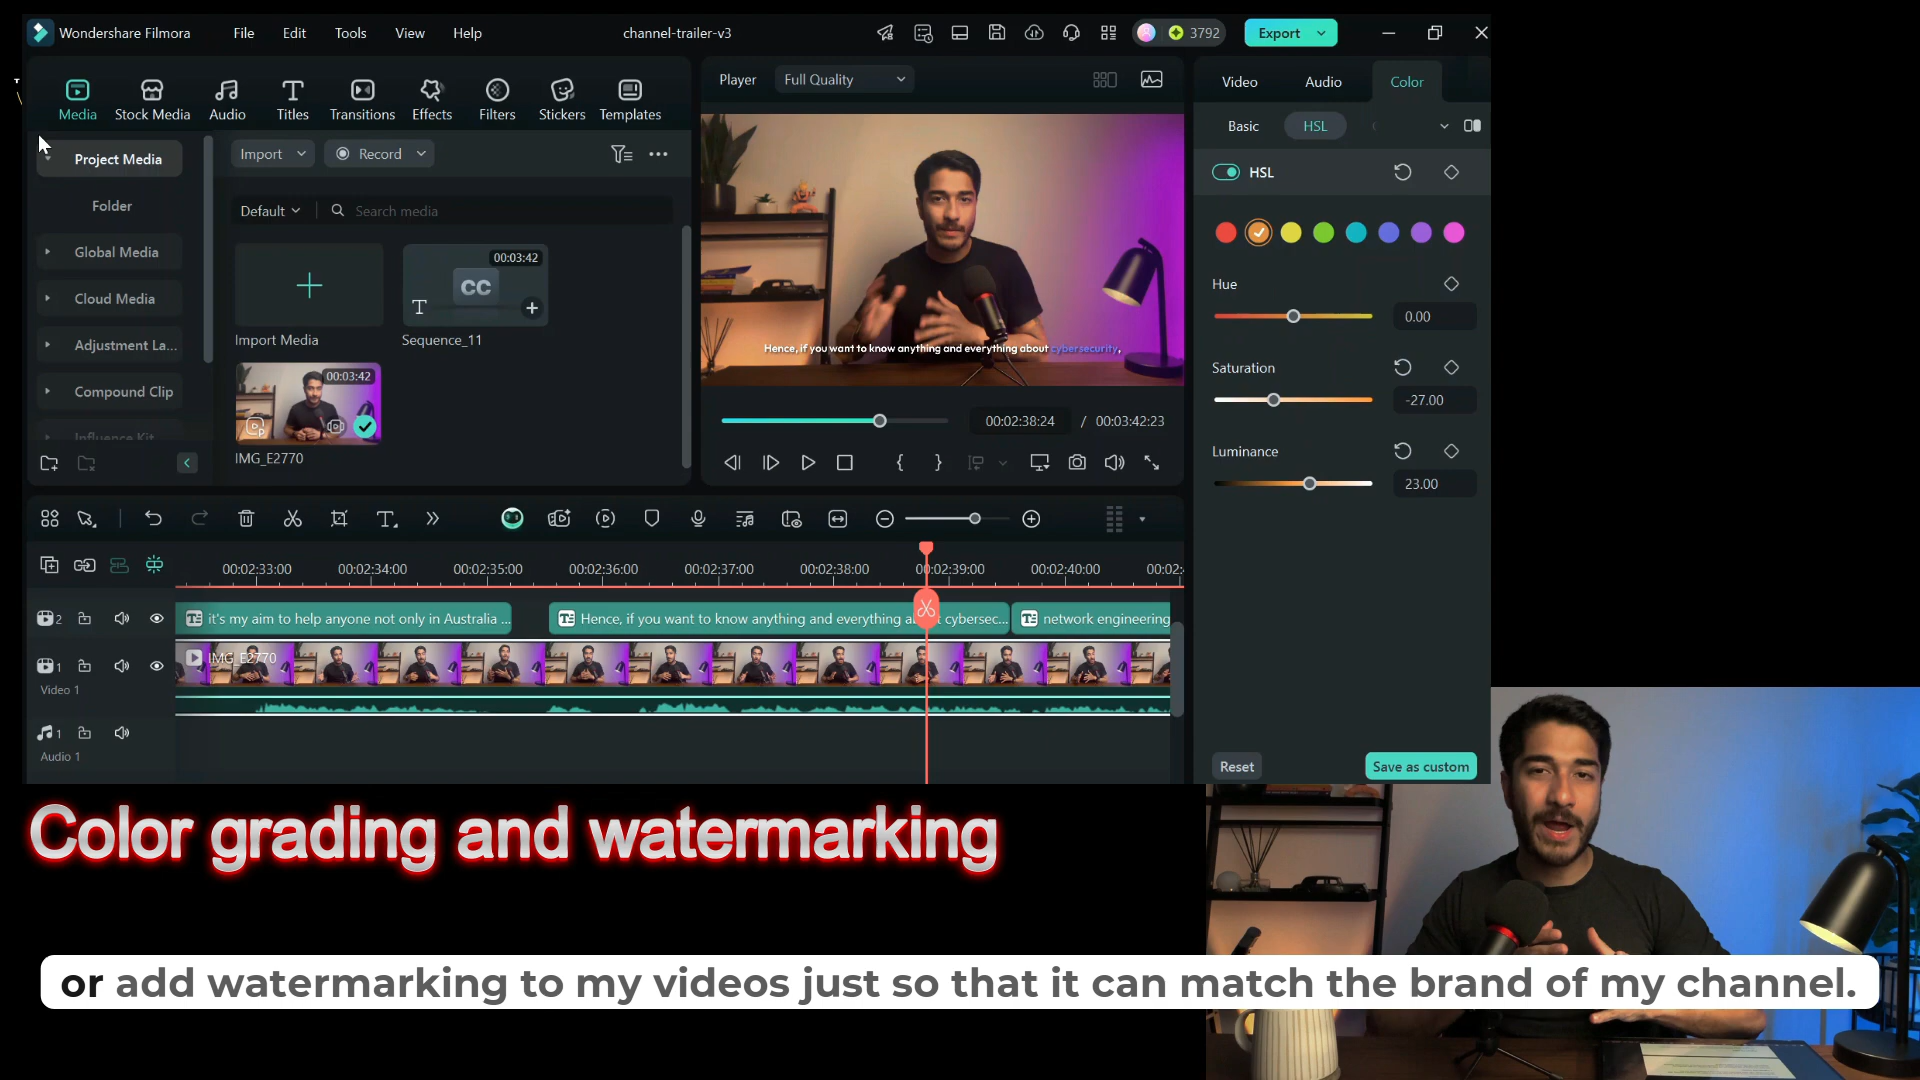 Wondershare Filmora
File
Edit
Tools
View
Help
channel-trailer-v3
3792
Export
Media
Stock Media
Audio
Titles
Transitions
Effects
Filters
Stickers
Templates
Player
Full Quality
Video
Audio
Color
Project Media
Folder
Global Media
Cloud Media
Adjustment La...
Compound Clip
Influence Kit
Import
Record
Default
Search media
Import Media
00:03:42
CC
T
Sequence_11
00:03:42
IMG_E2770
Hence, if you want to know anything and everything about cybersecurity,
00:02:38:24 / 00:03:42:23
Basic
HSL
HSL
Hue
0.00
Saturation
-27.00
Luminance
23.00
Reset
Save as custom
00:02:33:00
00:02:34:00
00:02:35:00
00:02:36:00
00:02:37:00
00:02:38:00
00:02:39:00
00:02:40:00
00:02:
2
it's my aim to help anyone not only in Australia ...
Hence, if you want to know anything and everything a t cybersec...
network engineering
1
Video 1
IMG_E2770
1
Audio 1
Color grading and watermarking
or add watermarking to my videos just so that it can match the brand of my channel.